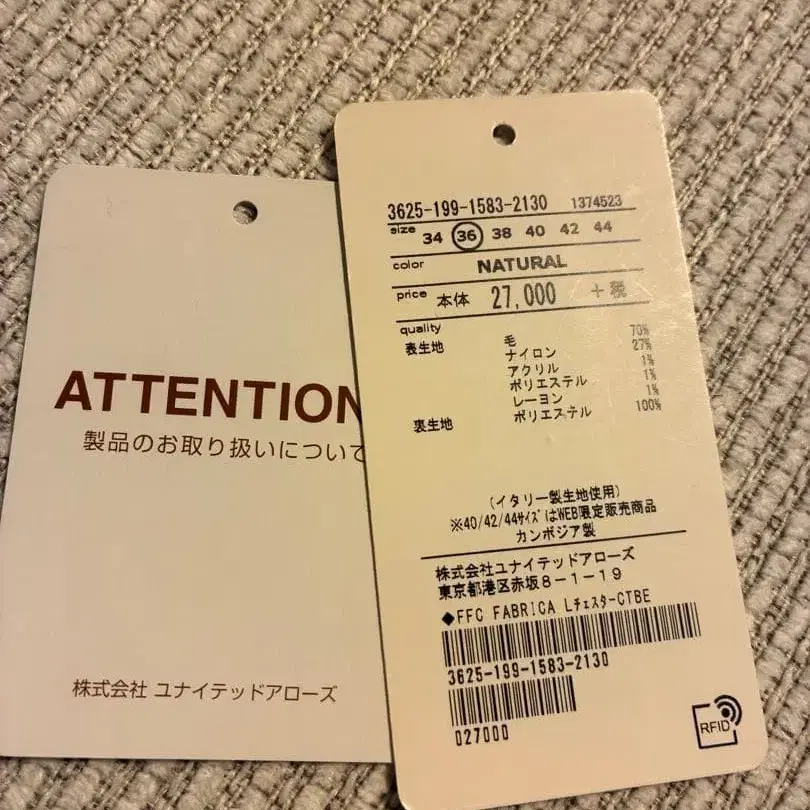 ATTENTION
製品のお取り扱いについて
株式会社 ユナイテッドアローズ
3625-199-1583-2130 1374523
size 34 36 38 40 42 44
color NATURAL
price 本体 27,000 +税
quality
表生地 毛 70%
ナイロン 27%
アクリル 1%
ポリエステル 1%
レーヨン 1%
裏生地 ポリエステル 100%
(イタリー製生地使用)
※40/42/44ｻｲｽﾞはWEB限定販売商品
カンボジア製
株式会社ユナイテッドアローズ
東京都港区赤坂8-1-19
◆FFC FABRICA Lﾁｪｽﾀｰ-CTBE
3625-199-1583-2130
027000
RFID